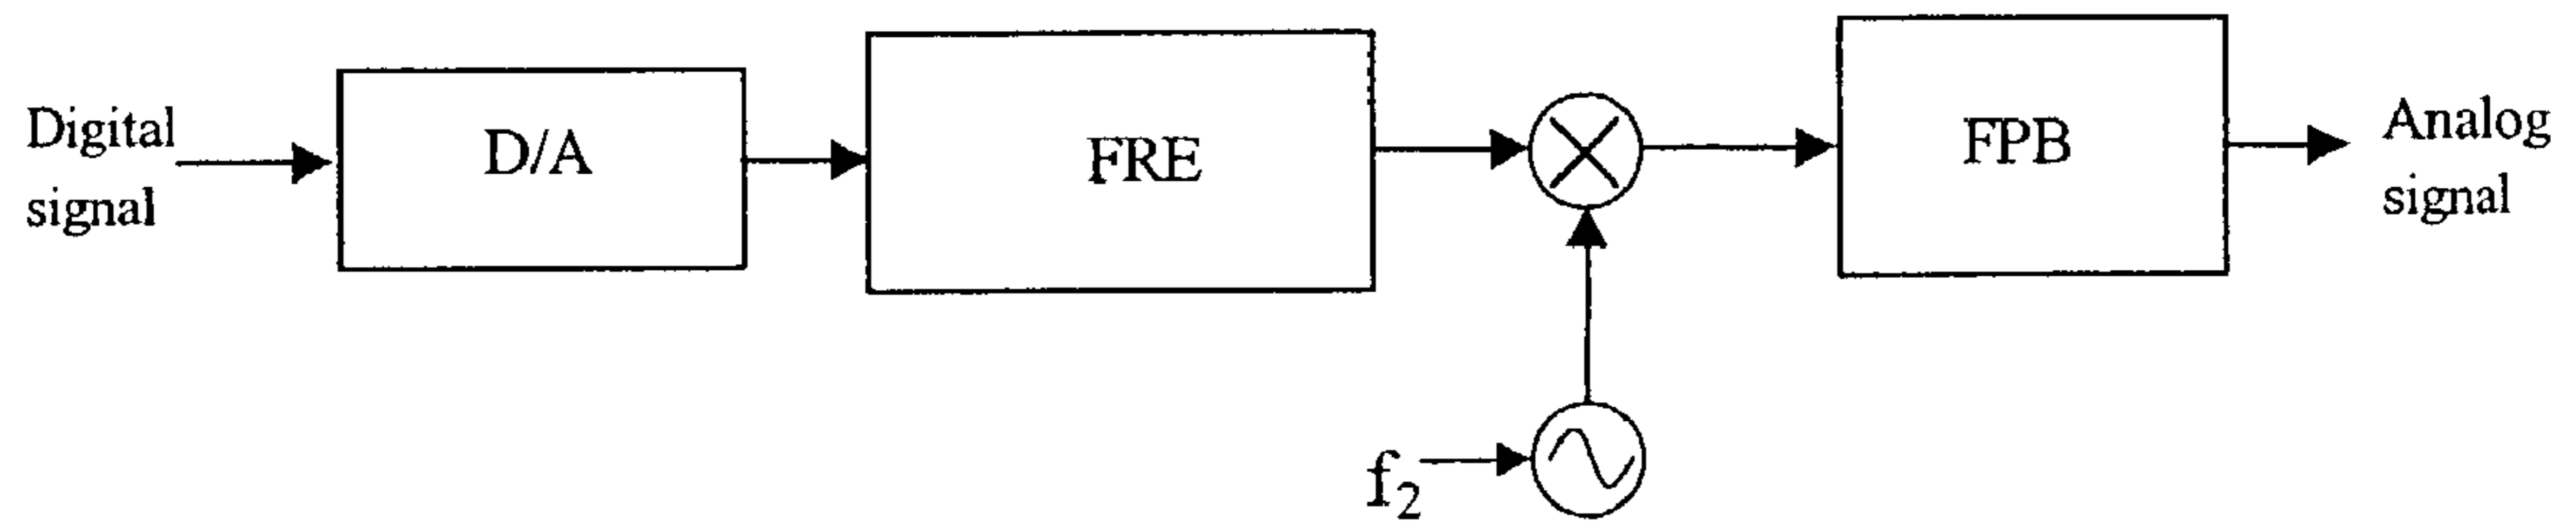 Digital
signal
D/A
FRE
FPB
Analog
signal
f₂